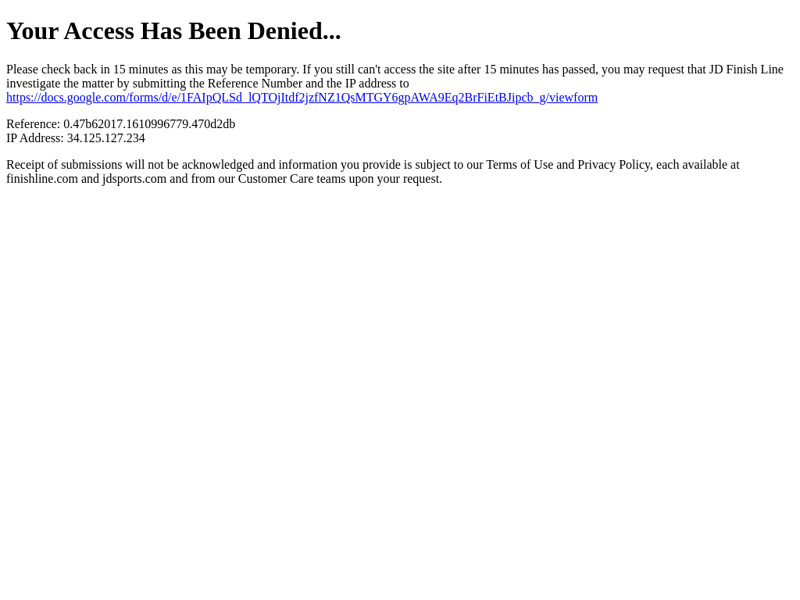 Your Access Has Been Denied...
Please check back in 15 minutes as this may be temporary. If you still can't access the site after 15 minutes has passed, you may request that JD Finish Line
investigate the matter by submitting the Reference Number and the IP address to
https://docs.google.com/forms/d/e/1FAIpQLSd_lQTOjItdf2jzfNZ1QsMTGY6gpAWA9Eq2BrFiEtBJipcb_g/viewform
Reference: 0.47b62017.1610996779.470d2db
IP Address: 34.125.127.234
Receipt of submissions will not be acknowledged and information you provide is subject to our Terms of Use and Privacy Policy, each available at
finishline.com and jdsports.com and from our Customer Care teams upon your request.